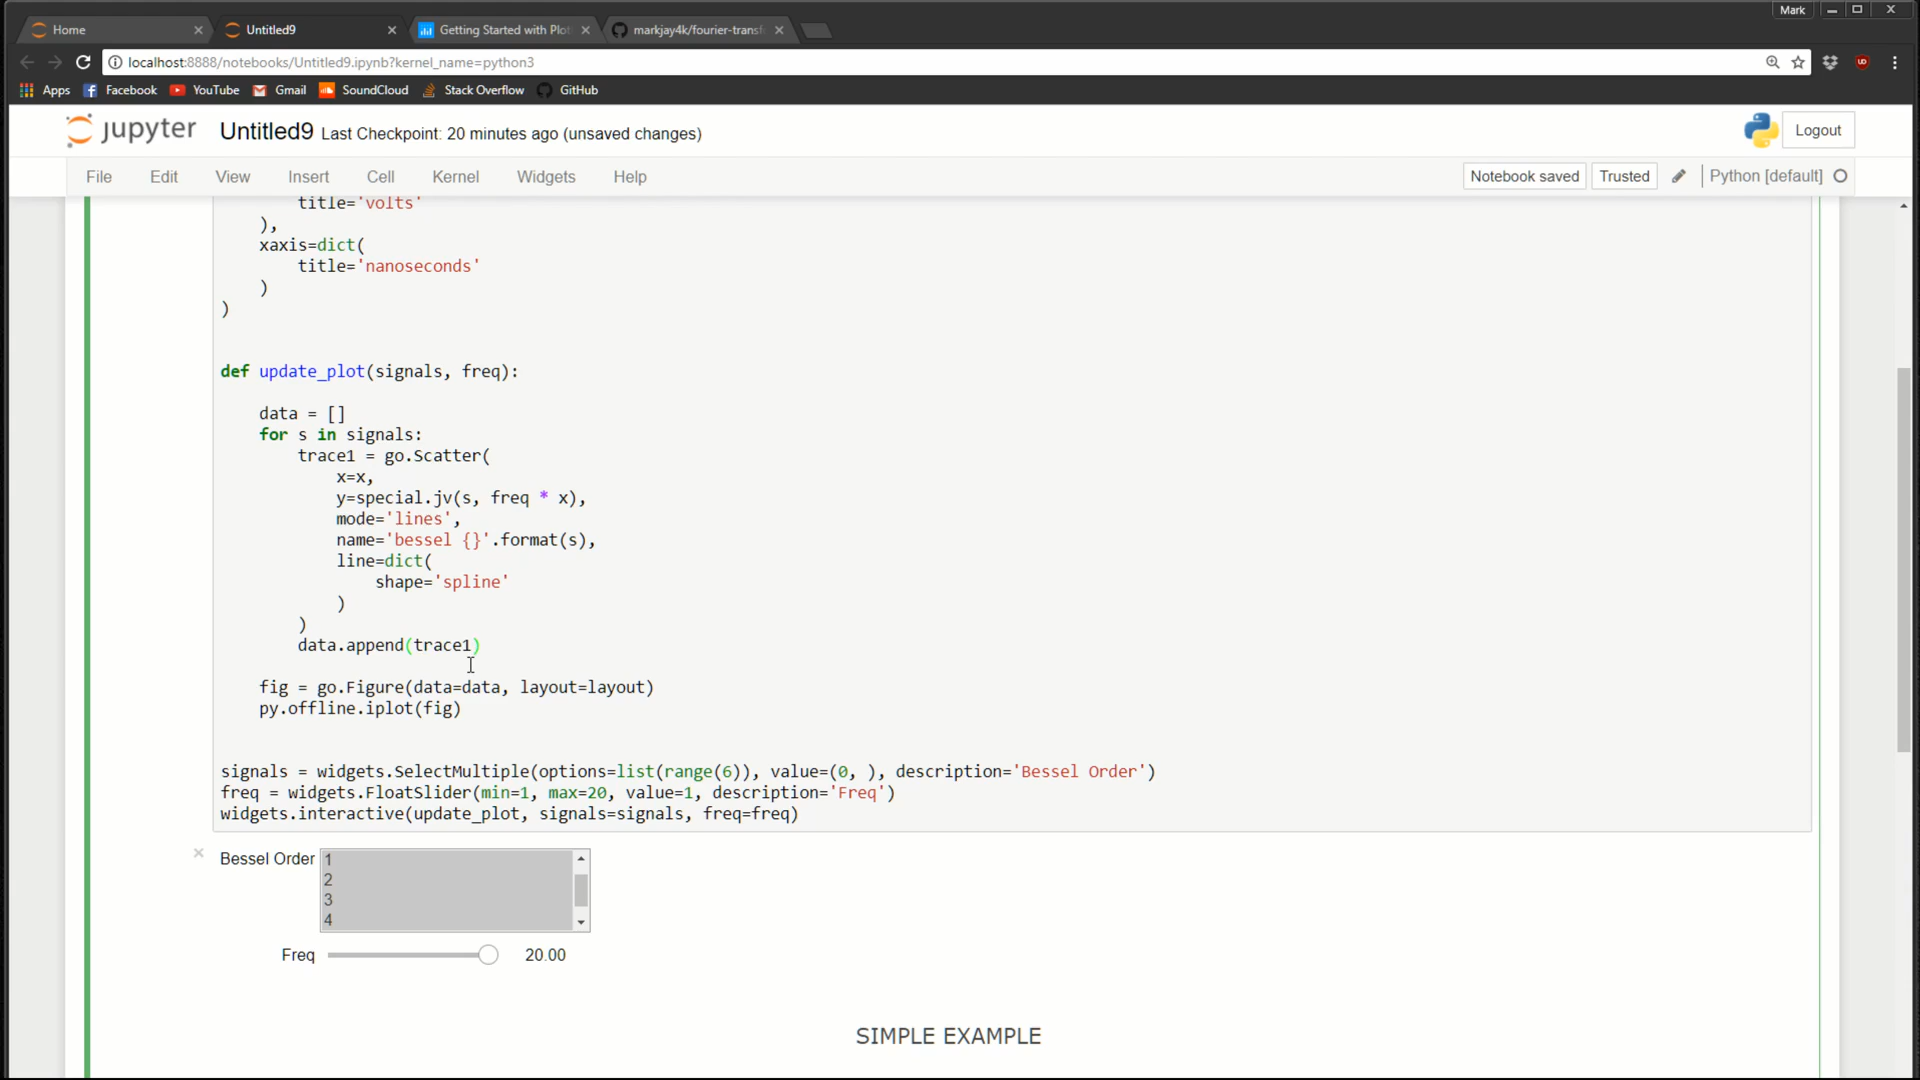 Mark
Home
Untitled9
Getting Started with Plot
markjay4k/fourier-transf
localhost:8888/notebooks/Untitled9.ipynb?kernel_name=python3
Apps Facebook YouTube Gmail SoundCloud Stack Overflow GitHub
jupyter Untitled9 Last Checkpoint: 20 minutes ago (unsaved changes) Logout
File Edit View Insert Cell Kernel Widgets Help Notebook saved Trusted Python [default]
title='volts'
),
xaxis=dict(
title='nanoseconds'
)
)
def update_plot(signals, freq):
data = []
for s in signals:
trace1 = go.Scatter(
x=x,
y=special.jv(s, freq * x),
mode='lines',
name='bessel {}'.format(s),
line=dict(
shape='spline'
)
)
data.append(trace1)
fig = go.Figure(data=data, layout=layout)
py.offline.iplot(fig)
signals = widgets.SelectMultiple(options=list(range(6)), value=(0, ), description='Bessel Order')
freq = widgets.FloatSlider(min=1, max=20, value=1, description='Freq')
widgets.interactive(update_plot, signals=signals, freq=freq)
Bessel Order 1
2
3
4
Freq 20.00
SIMPLE EXAMPLE